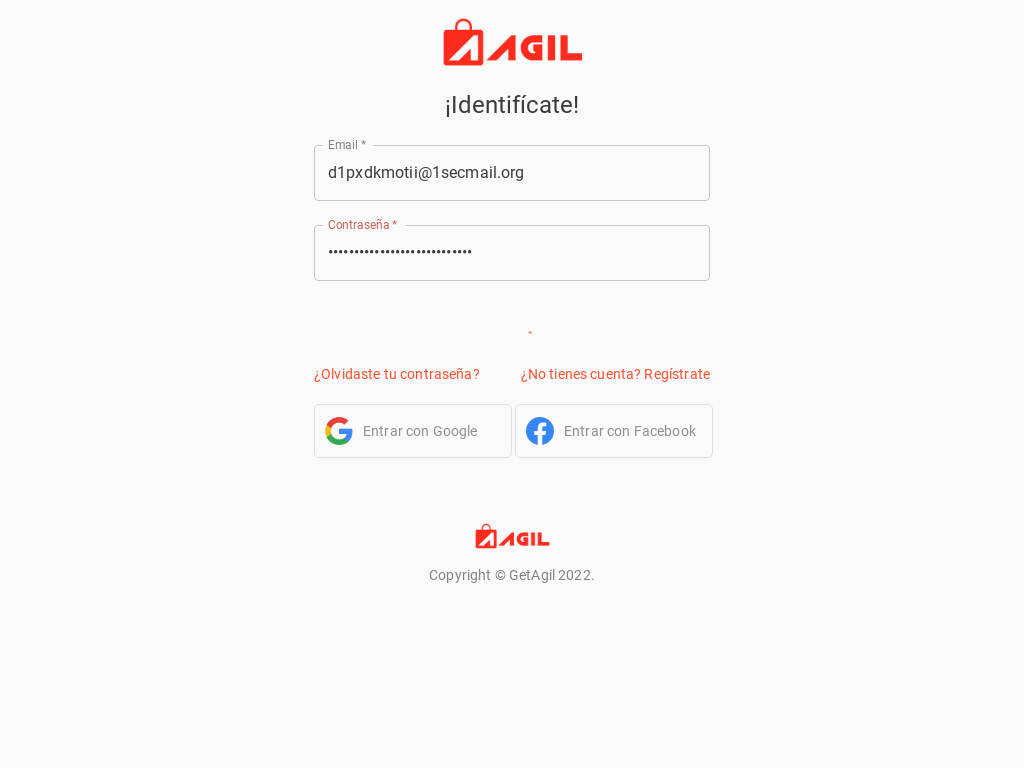 AGIL
¡Identifícate!
Email *
d1pxdkmotii@1secmail.org
Contraseña *
••••••••••••••••••••••••••••
¿Olvidaste tu contraseña?
¿No tienes cuenta? Regístrate
Entrar con Google
Entrar con Facebook
AGIL
Copyright © GetAgil 2022.